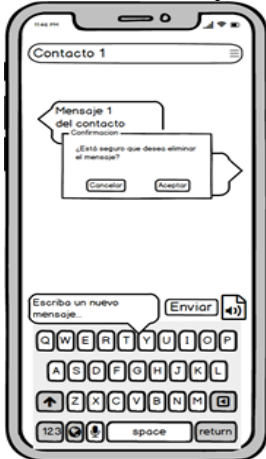 11:46 PM
Contacto 1
Mensaje 1
del contacto
Confirmacion
¿Está seguro que desea eliminar
el mensaje?
Cancelar Aceptar
Escriba un nuevo
mensaje...
Enviar
Q W E R T Y U I O P
A S D F G H J K L
Z X C V B N M
123 space return